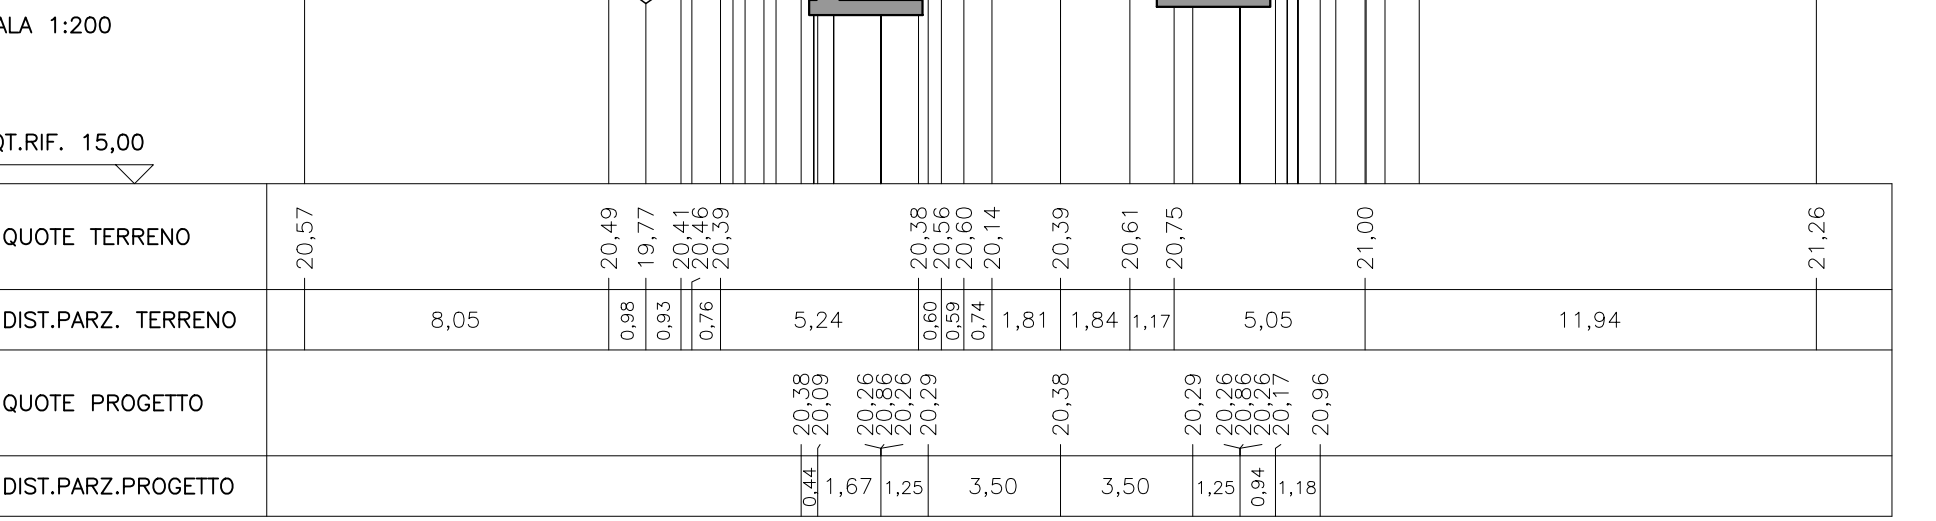 ALA 1:200
QT.RIF. 15,00
QUOTE TERRENO 20,57 20,49 19,77 20,41 20,46 20,39 20,38 20,56 20,60 20,14 20,39 20,61 20,75 21,00 21,26
DIST.PARZ. TERRENO 8,05 0,98 0,93 0,76 5,24 0,60 0,59 0,74 1,81 1,84 1,17 5,05 11,94
QUOTE PROGETTO 20,38 20,09 20,26 20,86 20,26 20,29 20,38 20,29 20,26 20,86 20,26 20,17 20,96
DIST.PARZ.PROGETTO 0,44 1,67 1,25 3,50 3,50 1,25 0,94 1,18